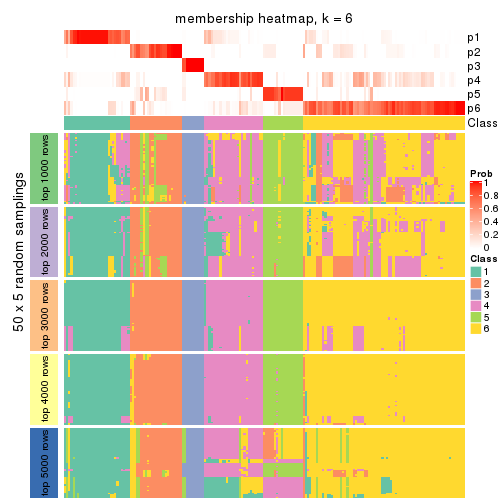 membership heatmap, k = 6
p1
p2
p3
p4
p5
p6
Class
50 x 5 random samplings
top 1000 rows
top 2000 rows
top 3000 rows
top 4000 rows
top 5000 rows
Prob
1
0.8
0.6
0.4
0.2
0
Class
1
2
3
4
5
6